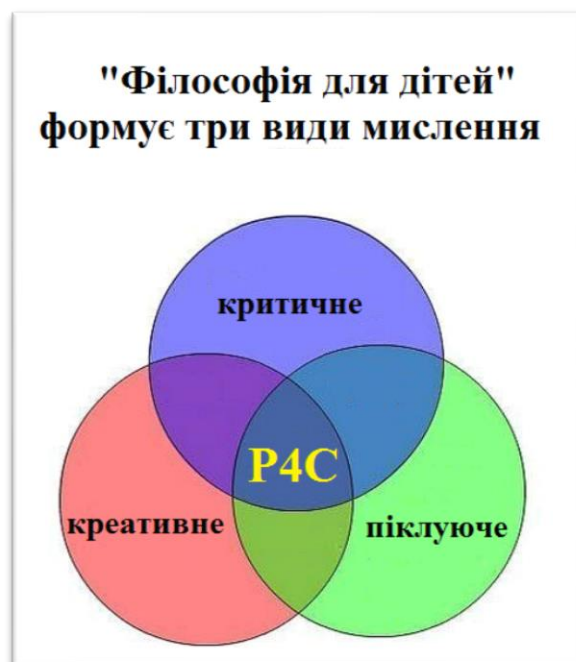 "Філософія для дітей"
формує три види мислення
критичне
P4C
креативне
піклуюче